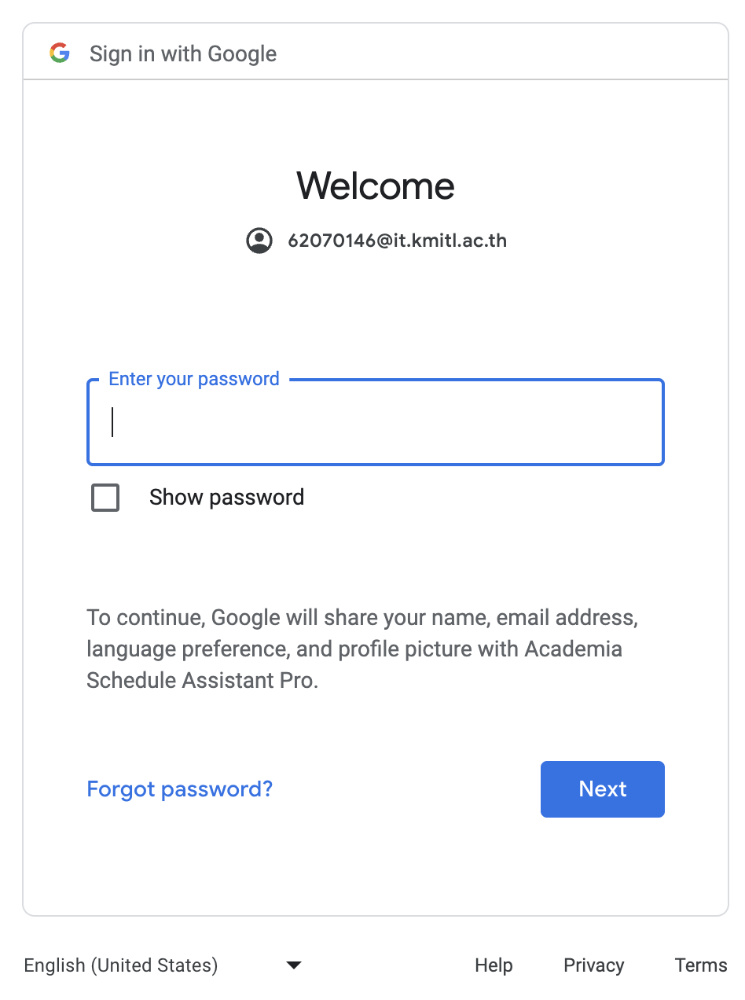 Sign in with Google
Welcome
62070146@it.kmitl.ac.th
Enter your password
Show password
To continue, Google will share your name, email address,
language preference, and profile picture with Academia
Schedule Assistant Pro.
Forgot password?
Next
English (United States)
Help
Privacy
Terms